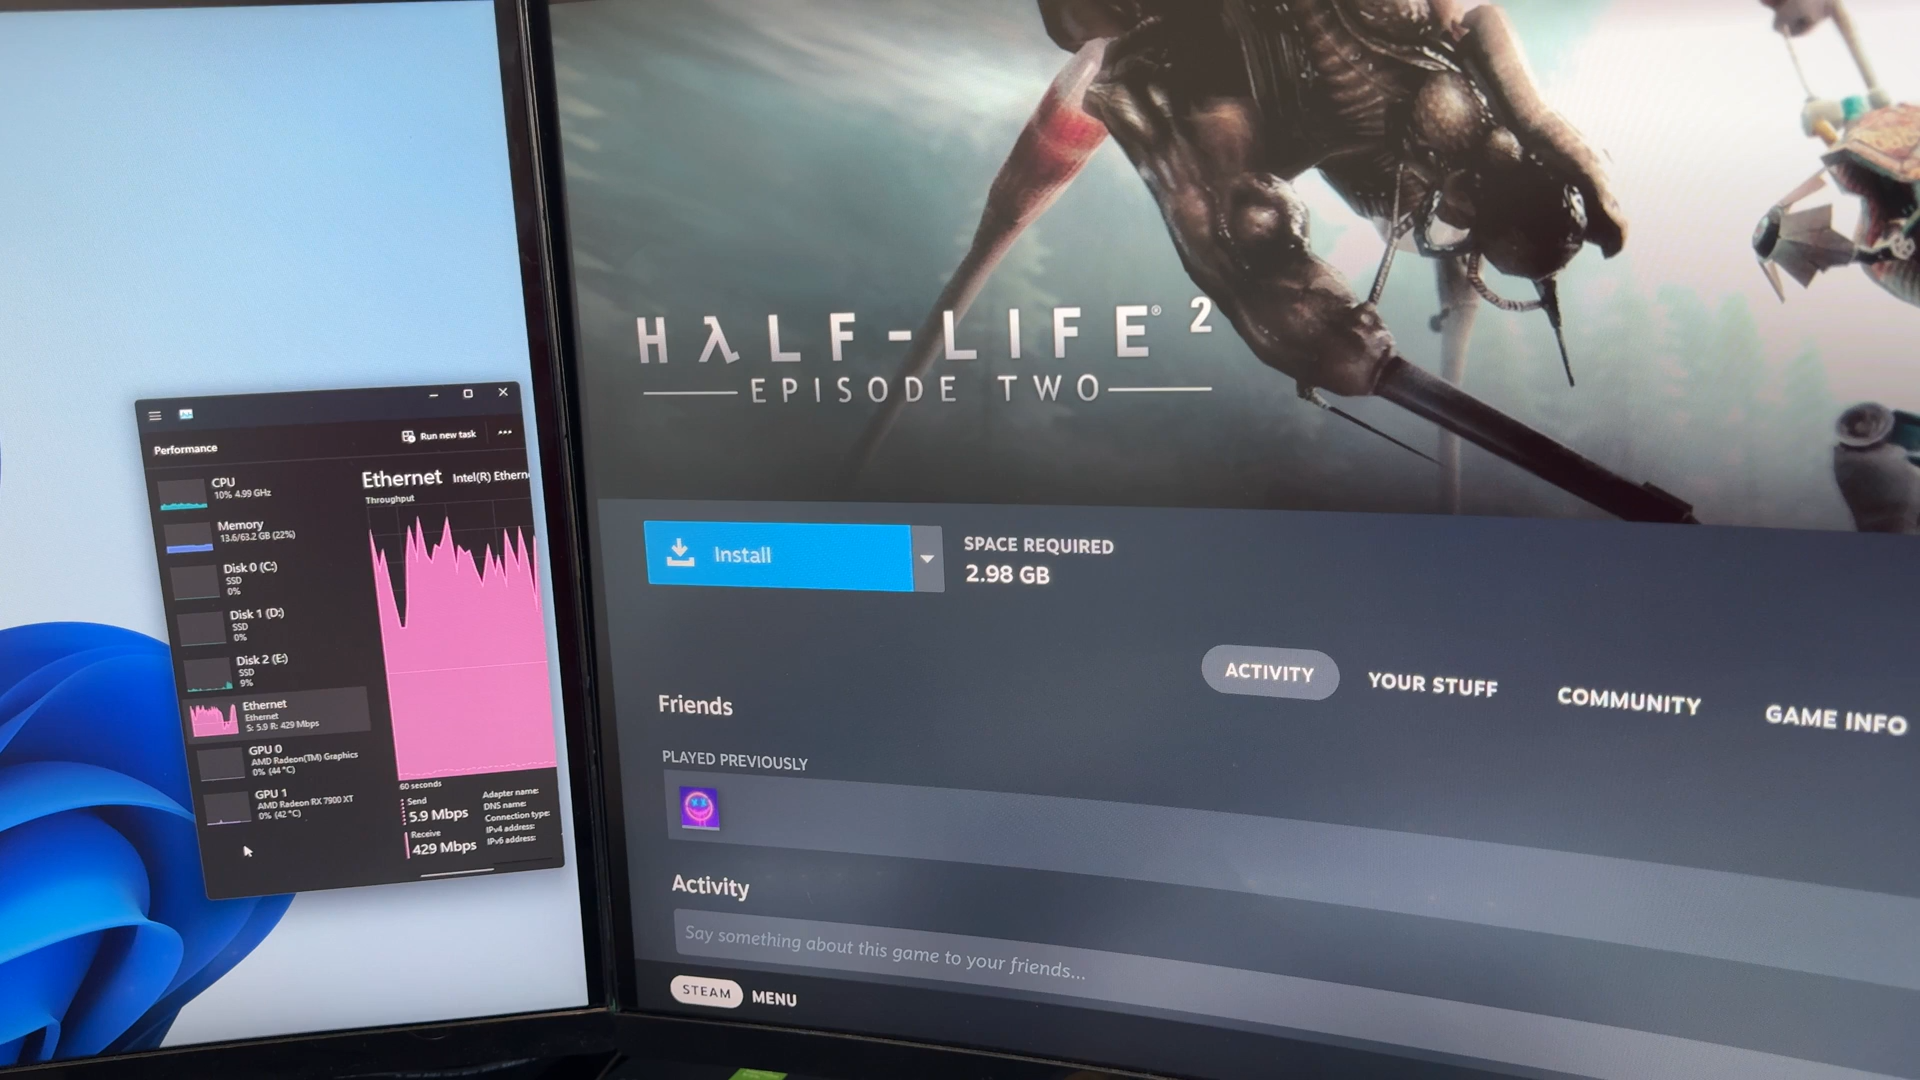 Run new task
Performance
CPU
10% 4.99 GHz
Memory
13.6/63.2 GB (22%)
Disk 0 (C:)
SSD
0%
Disk 1 (D:)
SSD
0%
Disk 2 (E:)
SSD
9%
Ethernet
Ethernet
S: 5.9 R: 429 Mbps
GPU 0
AMD Radeon(TM) Graphics
0% (44 °C)
GPU 1
AMD Radeon RX 7900 XT
0% (42 °C)
Ethernet Intel(R) Ethern
Throughput
60 seconds
Send
5.9 Mbps
Receive
429 Mbps
Adapter name:
DNS name:
Connection type:
IPv4 address:
IPv6 address:
HλLF-LIFE® 2
EPISODE TWO
Install
SPACE REQUIRED
2.98 GB
ACTIVITY YOUR STUFF COMMUNITY GAME INFO
Friends
PLAYED PREVIOUSLY
Activity
Say something about this game to your friends...
STEAM MENU